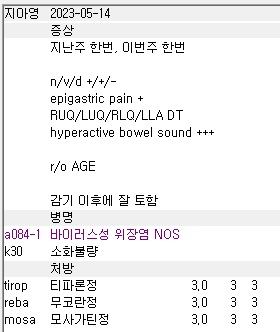 지아영 2023-05-14
증상
지난주 한번, 이번주 한번
n/v/d +/+/-
epigastric pain +
RUQ/LUQ/RLQ/LLA DT
hyperactive bowel sound +++
r/o AGE
감기 이후에 잘 토함
병명
a084-1 바이러스성 위장염 NOS
k30 소화불량
처방
tirop 티파론정 3.0 3 3
reba 무코란정 3.0 3 3
mosa 모사가틴정 3.0 3 3